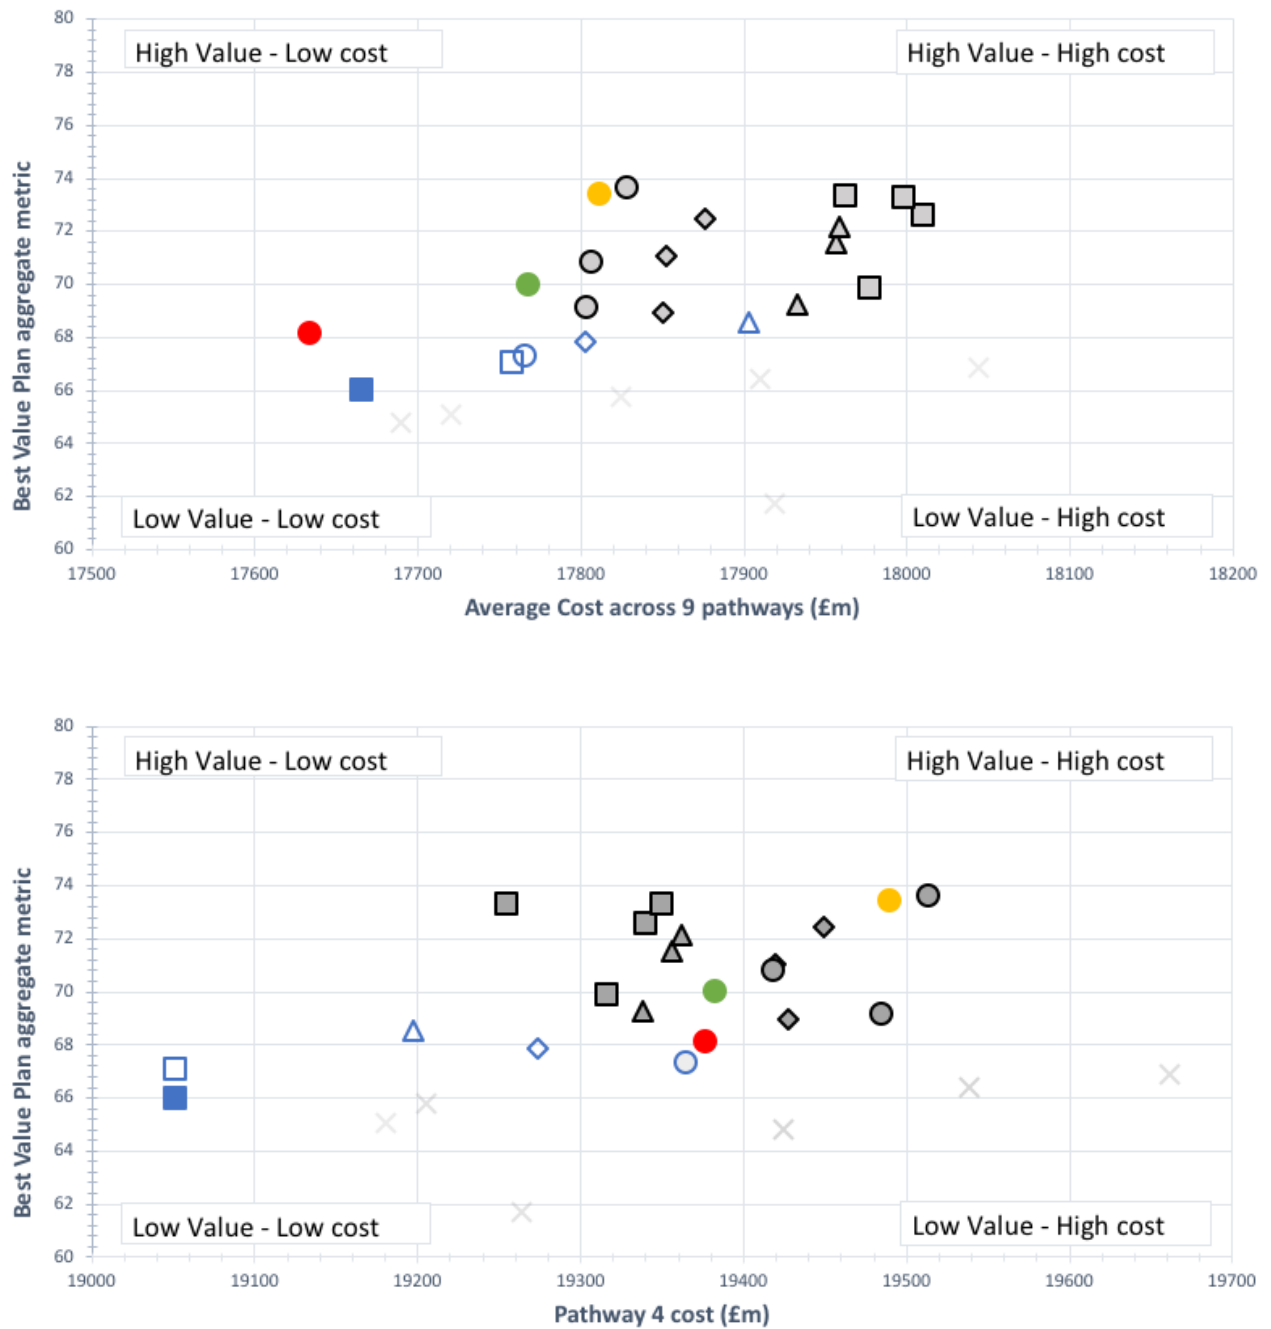 80
High Value - Low cost
High Value - High cost
78
76
74
72
70
68
66
64
62
Low Value - Low cost
Low Value - High cost
60
17500 17600 17700 17800 17900 18000 18100 18200
Best Value Plan aggregate metric
Average Cost across 9 pathways (£m)
80
High Value - Low cost
High Value - High cost
78
76
74
72
70
68
66
64
62
Low Value - Low cost
Low Value - High cost
60
19000 19100 19200 19300 19400 19500 19600 19700
Best Value Plan aggregate metric
Pathway 4 cost (£m)